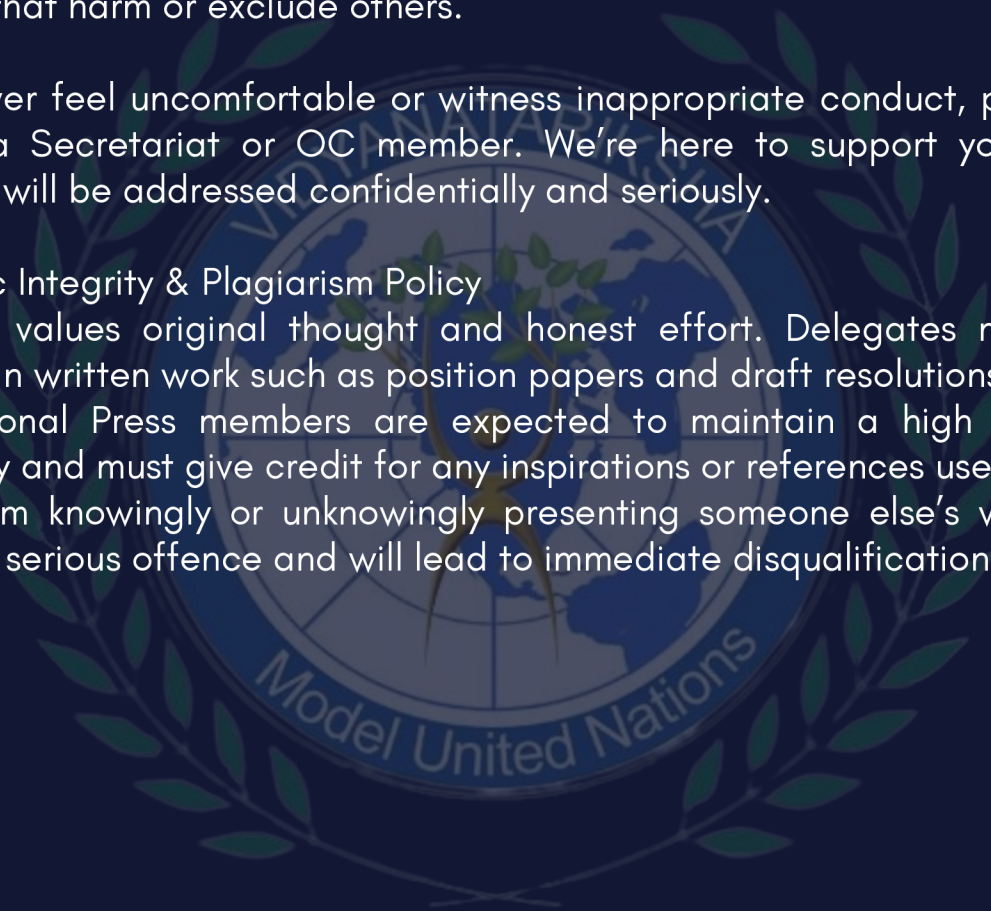 that harm or exclude others.
ver feel uncomfortable or witness inappropriate conduct, p
a Secretariat or OC member. We're here to support yo
will be addressed confidentially and seriously.
c Integrity & Plagiarism Policy
values original thought and honest effort. Delegates m
n written work such as position papers and draft resolutions
onal Press members are expected to maintain a high
y and must give credit for any inspirations or references use
m knowingly or unknowingly presenting someone else's w
serious offence and will lead to immediate disqualification
VIDYANATARIKSHA
Model United Nations